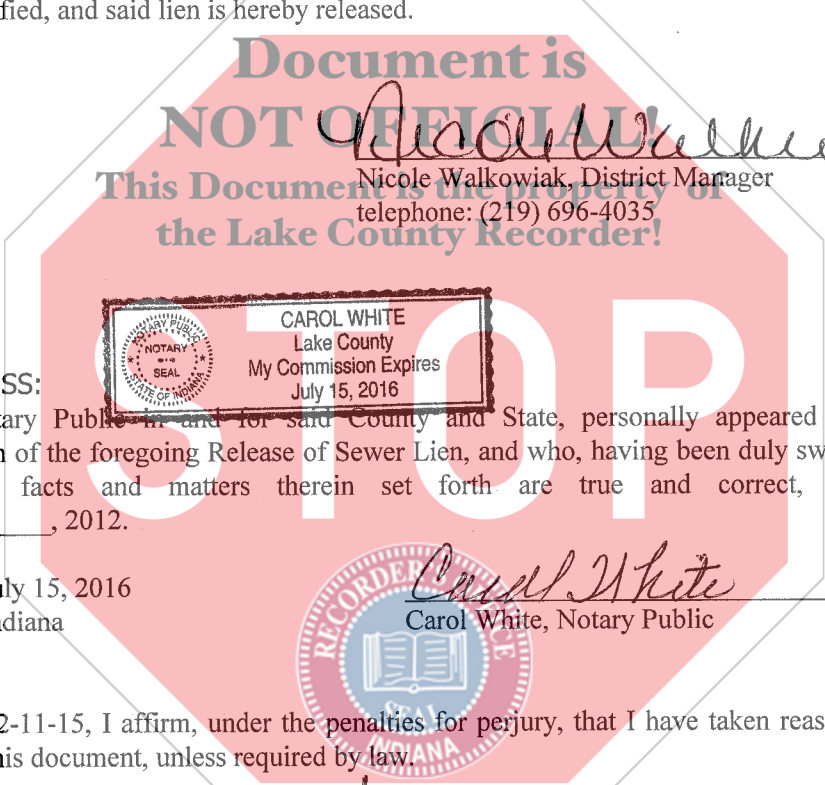 fied, and said lien is hereby released.
Document is
NOT OFFICIAL!
Nicole Walkowiak, District Manager
This Document is the property of
telephone: (219) 696-4035
the Lake County Recorder!
STOP
CAROL WHITE
Lake County
My Commission Expires
July 15, 2016
NOTARY PUBLIC
NOTARY
SEAL
STATE OF INDIANA
SS:
tary Public in and for said County and State, personally appeared
n of the foregoing Release of Sewer Lien, and who, having been duly sw
facts and matters therein set forth are true and correct,
, 2012.
Carol White
uly 15, 2016
ndiana
Carol White, Notary Public
RECORDER'S OFFICE
SEAL
INDIANA
2-11-15, I affirm, under the penalties for perjury, that I have taken reas
his document, unless required by law.